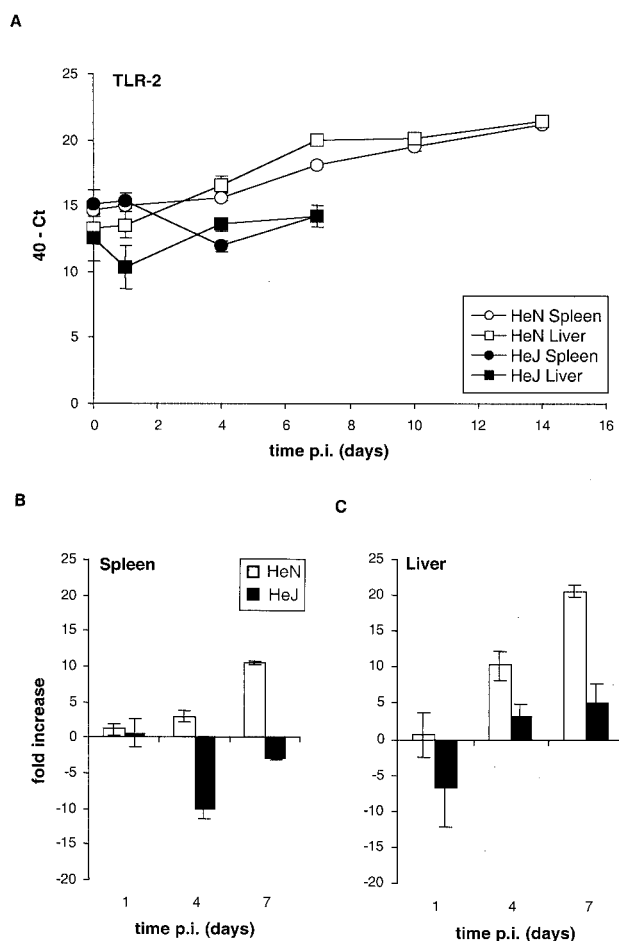 A
TLR-2
25
20
15
10
5
0
40 - Ct
0 2 4 6 8 10 12 14 16
time p.i. (days)
HeN Spleen
HeN Liver
HeJ Spleen
HeJ Liver
B
Spleen
HeN
HeJ
25
20
15
10
5
0
-5
-10
-15
-20
fold increase
1 4 7
time p.i. (days)
C
Liver
25
20
15
10
5
0
-5
-10
-15
-20
1 4 7
time p.i. (days)